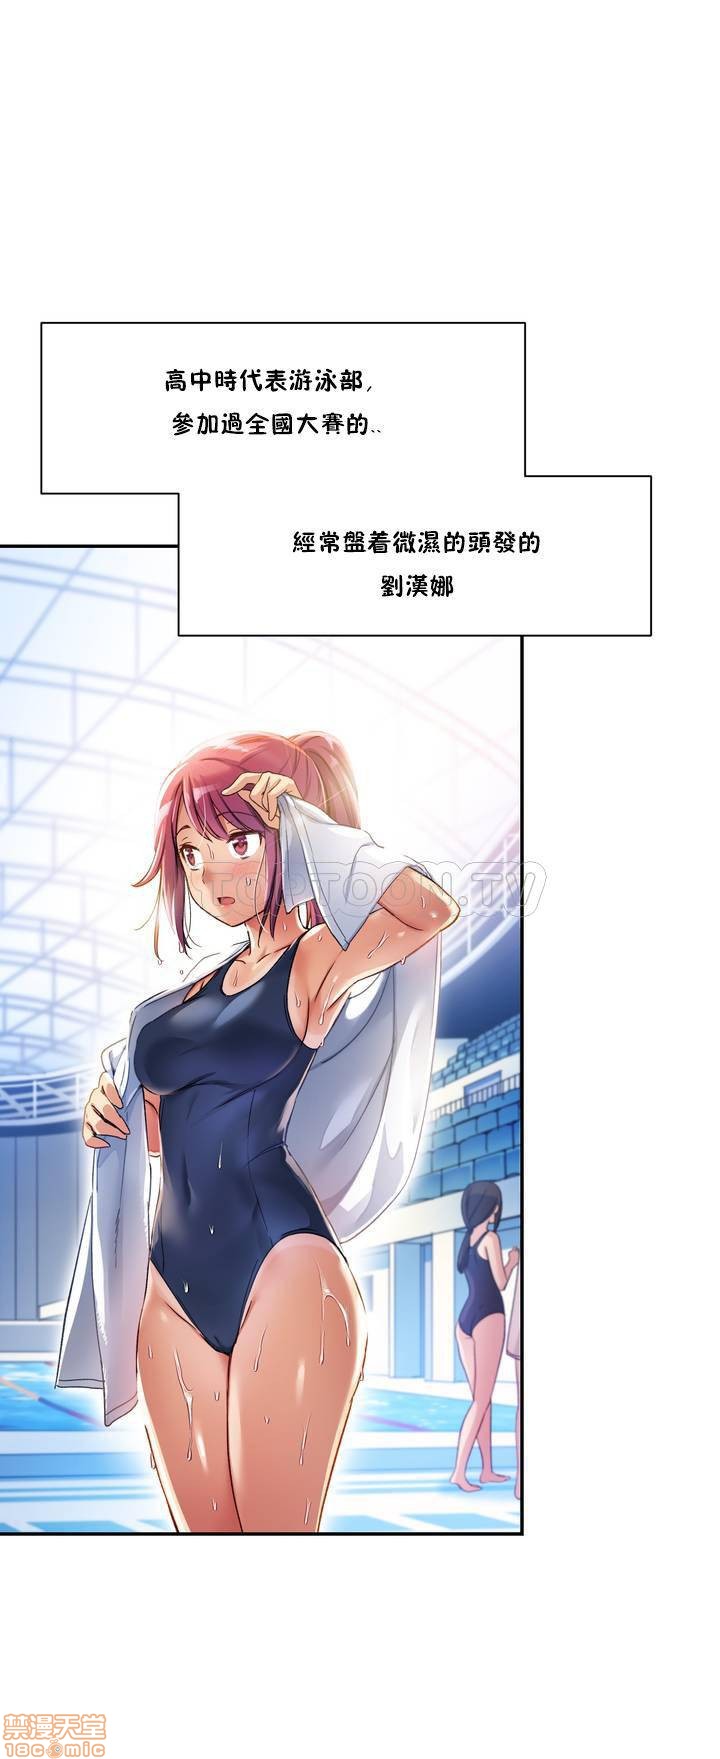 高中時代表游泳部,
參加過全國大賽的..
經常盤着微濕的頭發的
劉漢娜
TOPTOON.TV
禁漫天堂
18comic.com